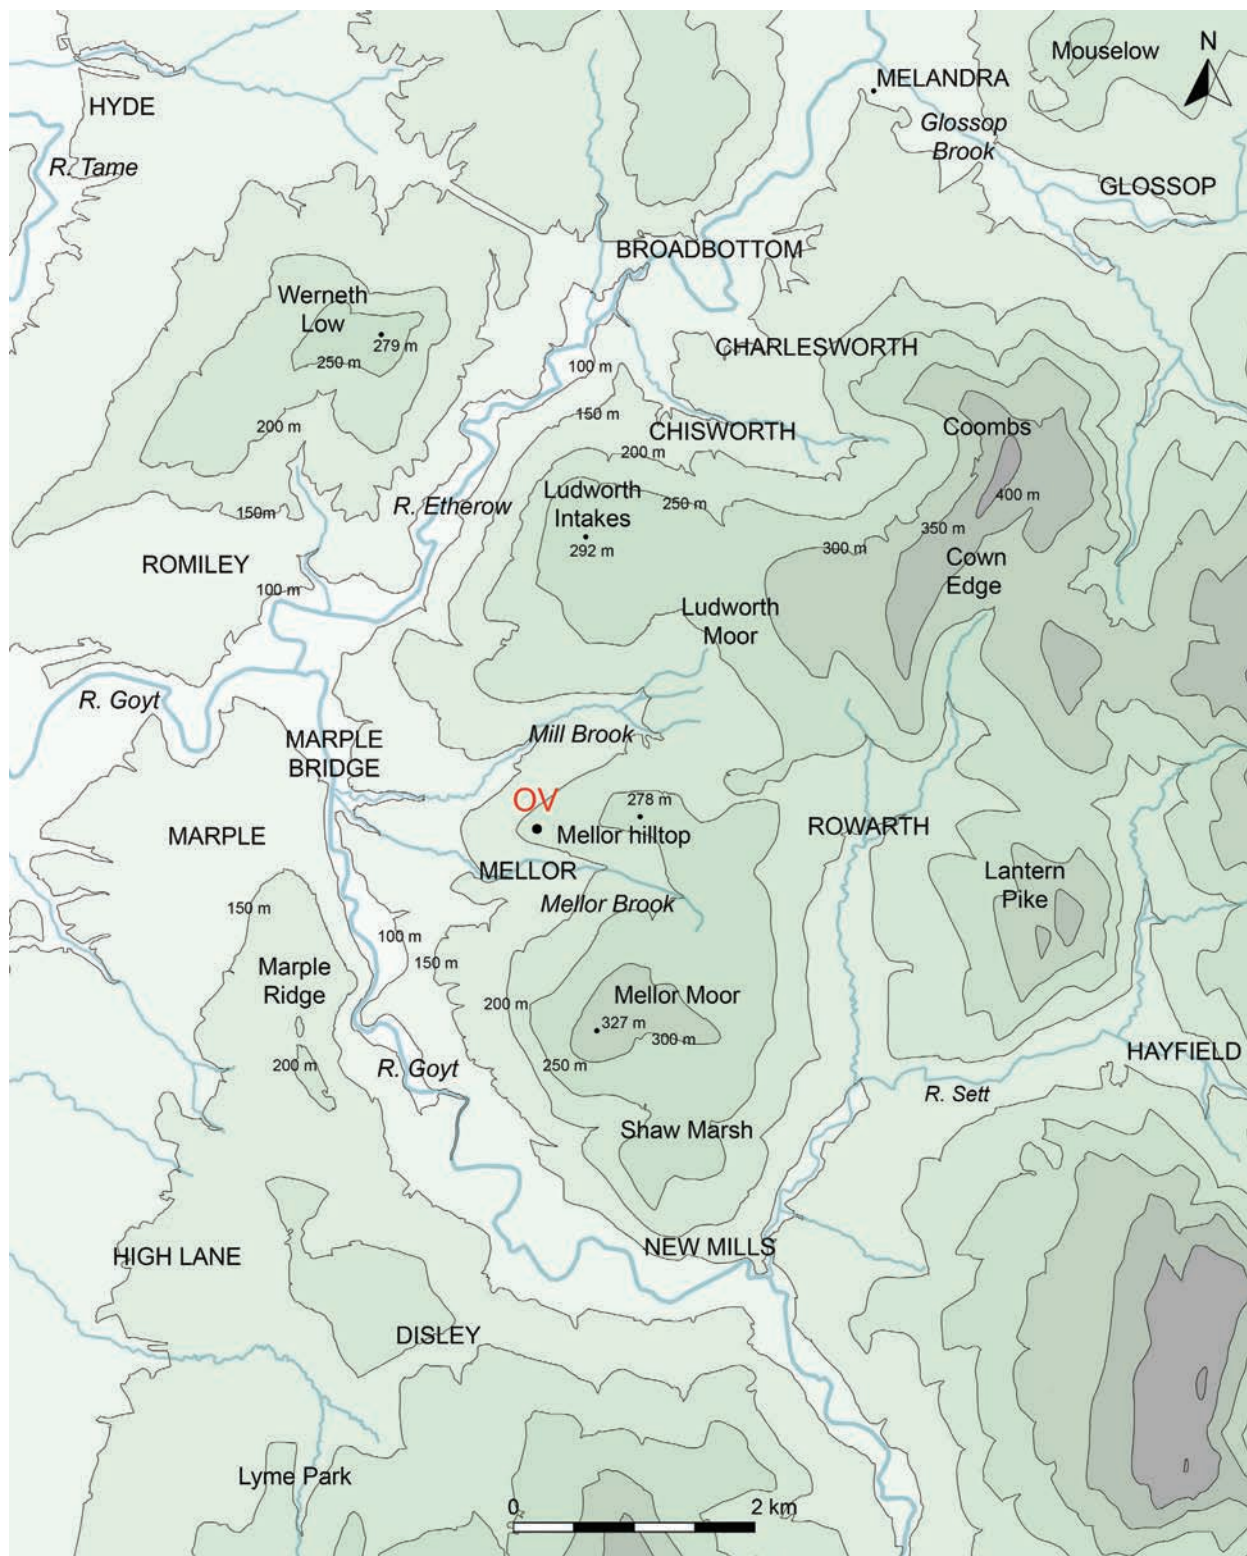 Mouselow
N
MELANDRA
HYDE
Glossop
Brook
R. Tame
GLOSSOP
BROADBOTTOM
Werneth
Low
279 m
250 m
CHARLESWORTH
100 m
150 m
200 m
CHISWORTH
200 m
Coombs
Ludworth
Intakes
292 m
250 m
400 m
R. Etherow
150m
350 m
300 m
Cown
Edge
ROMILEY
100 m
Ludworth
Moor
R. Goyt
MARPLE
BRIDGE
Mill Brook
OV
278 m
Mellor hilltop
ROWARTH
MARPLE
MELLOR
Lantern
Pike
Mellor Brook
150 m
100 m
150 m
Marple
Ridge
200 m
Mellor Moor
327 m
300 m
200 m
250 m
R. Goyt
HAYFIELD
R. Sett
Shaw Marsh
NEW MILLS
HIGH LANE
DISLEY
Lyme Park
0
2 km